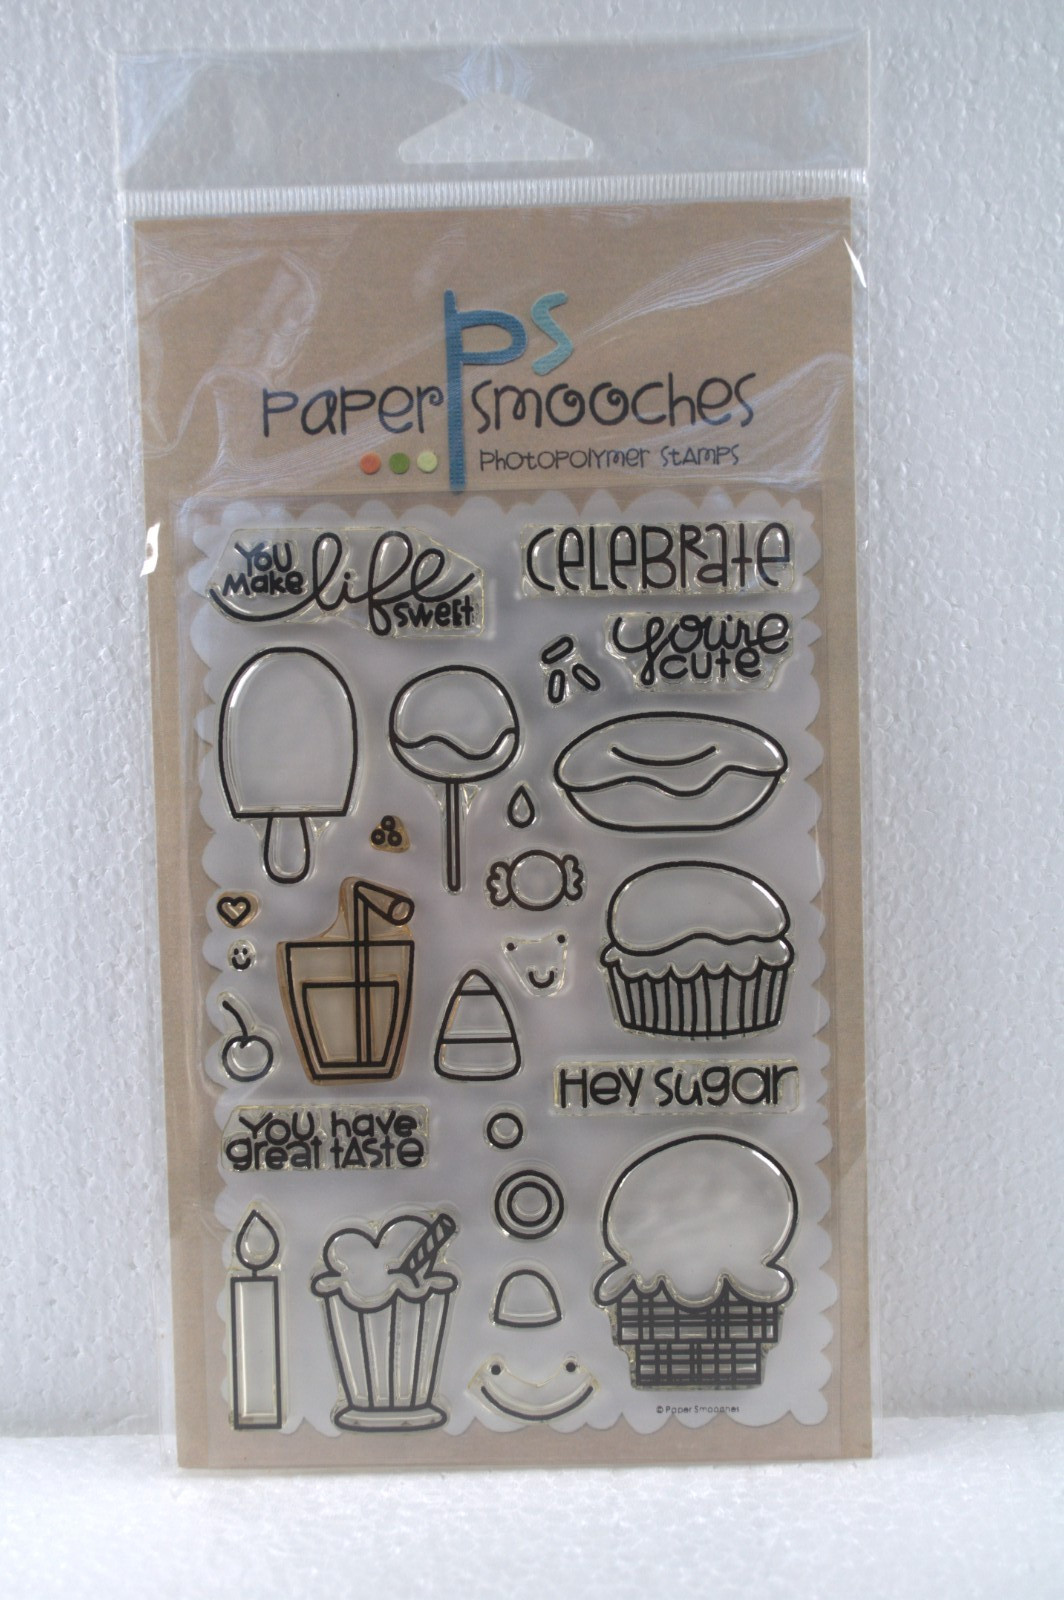 PS
PAPER SMOOCHES
PHOTOPOLYMER STAMPS
YOU
make
life
sweet
CELEBRATE
you're
cute
Hey sugar
YOU have
great taste
© Paper Smooches